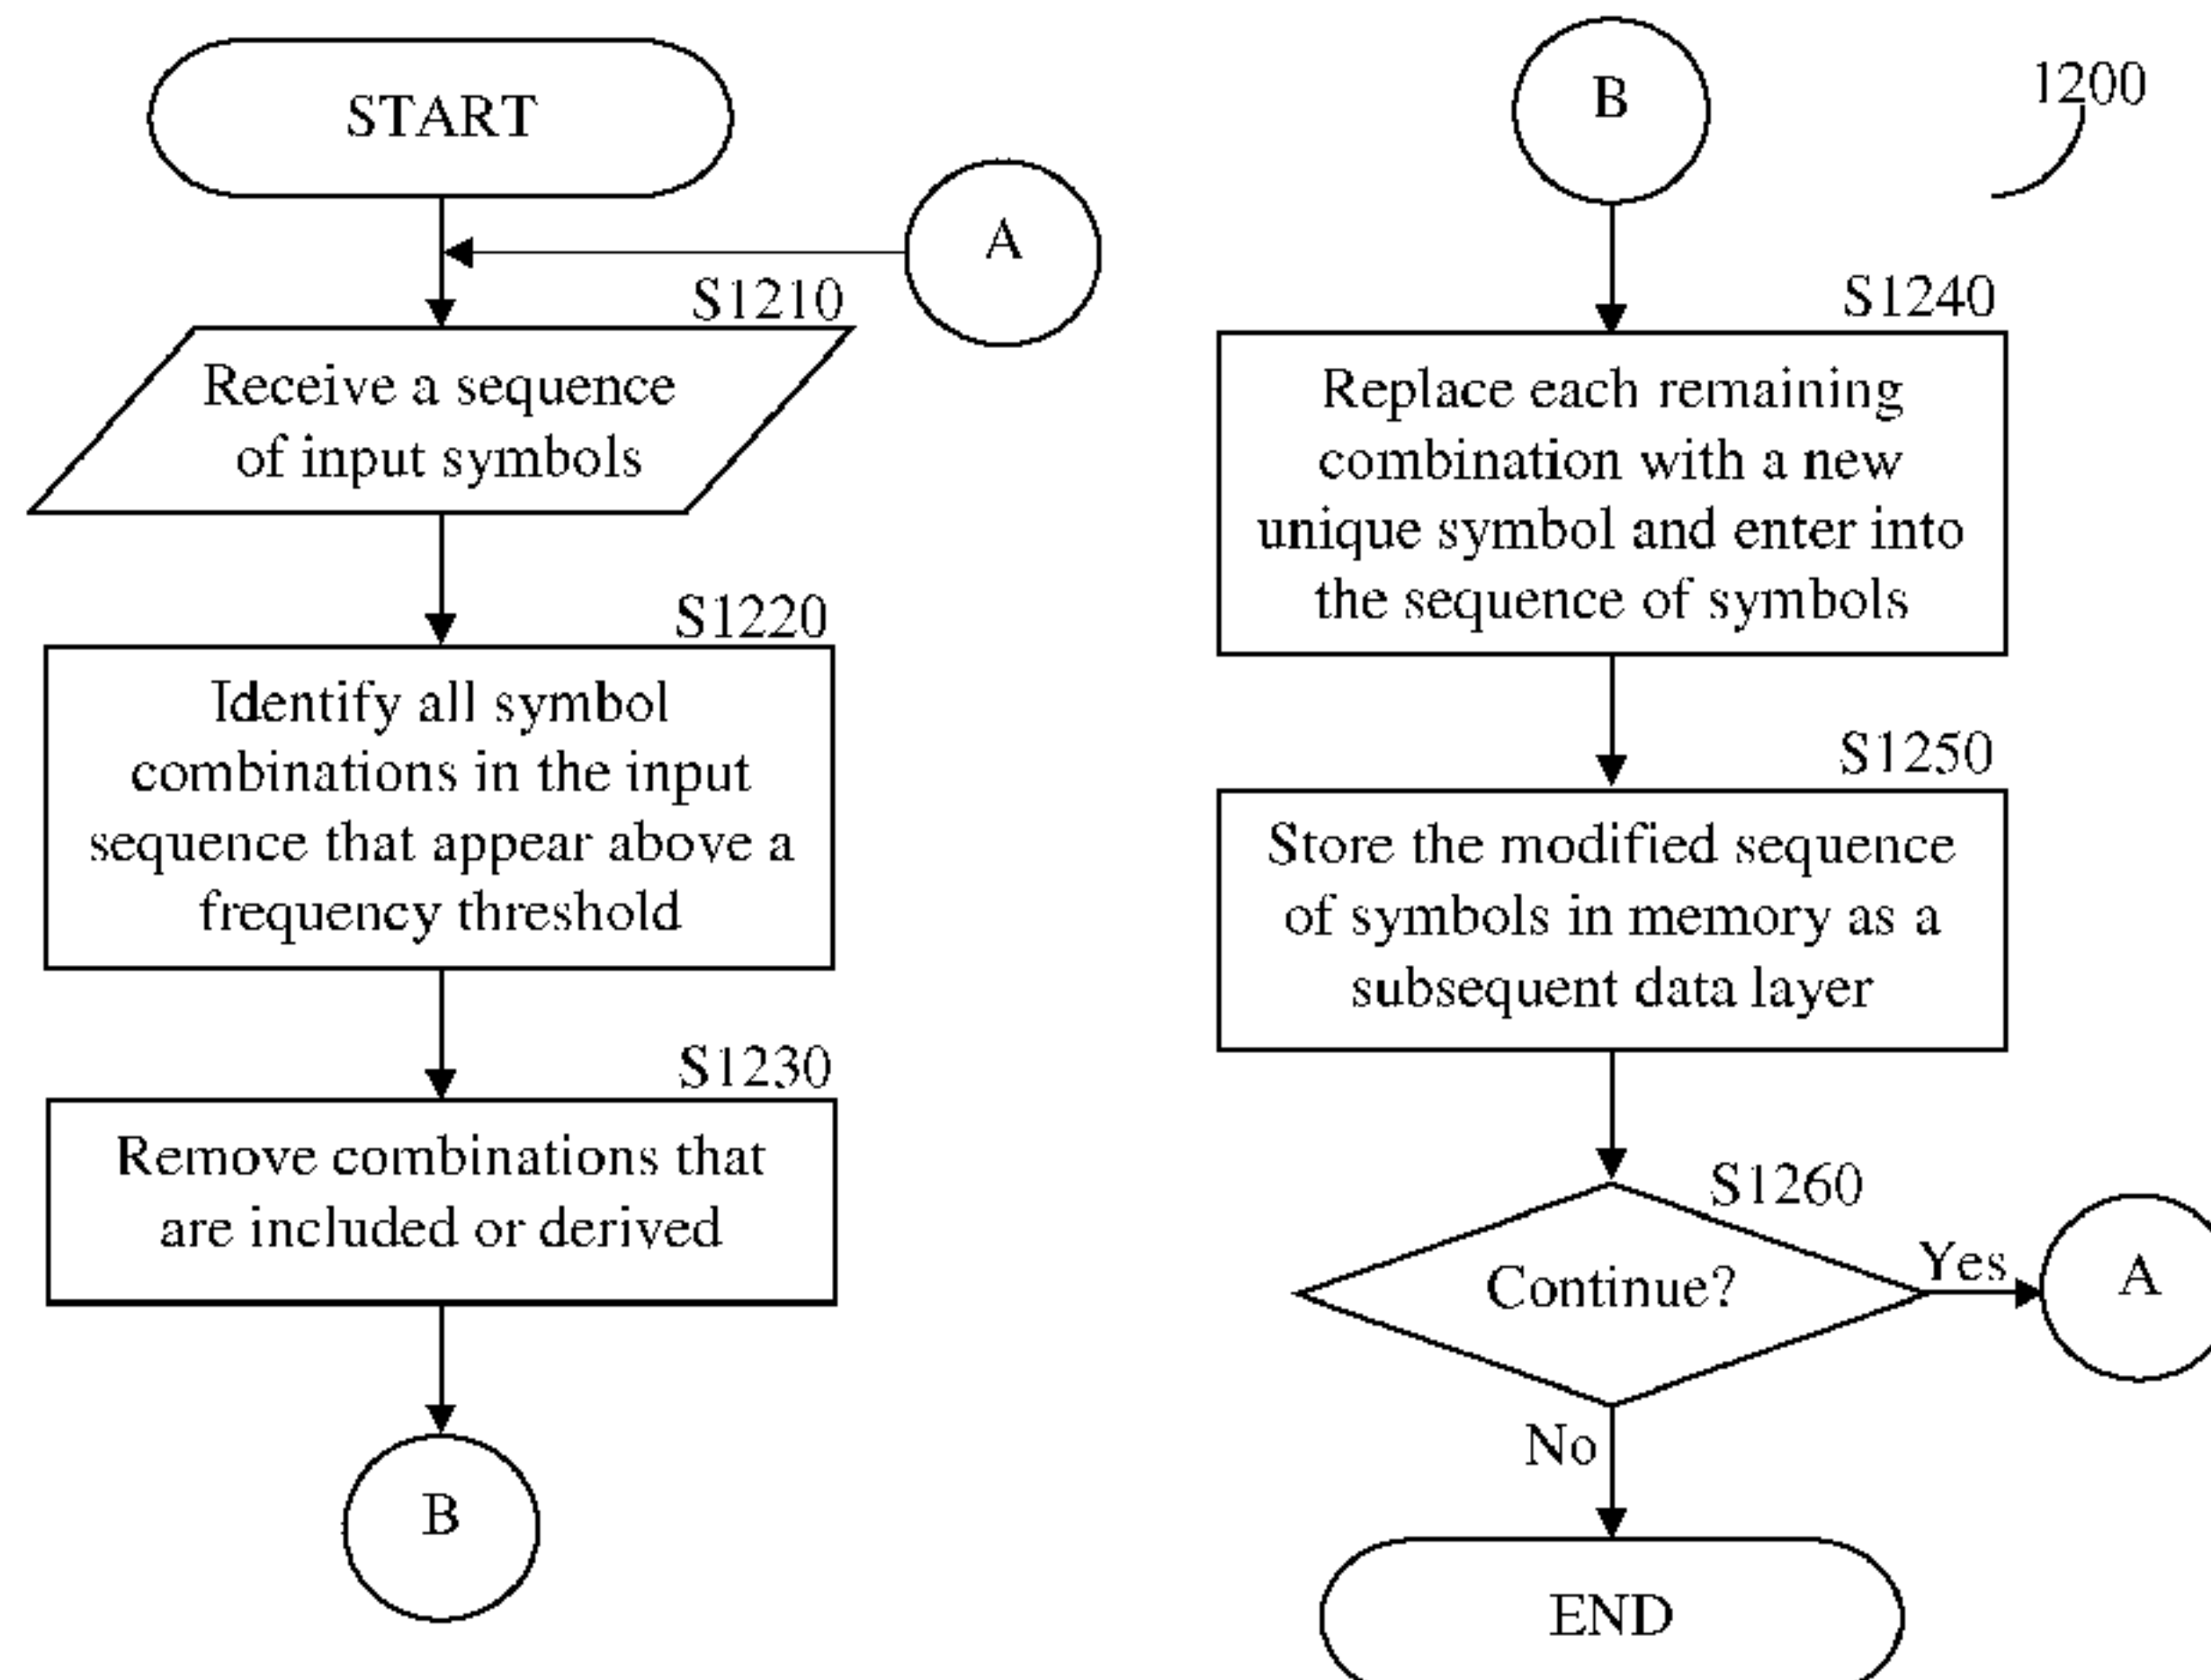 START
A
S1210
Receive a sequence
of input symbols
S1220
Identify all symbol
combinations in the input
sequence that appear above a
frequency threshold
S1230
Remove combinations that
are included or derived
B
B
1200
S1240
Replace each remaining
combination with a new
unique symbol and enter into
the sequence of symbols
S1250
Store the modified sequence
of symbols in memory as a
subsequent data layer
S1260
Continue?
Yes
A
No
END